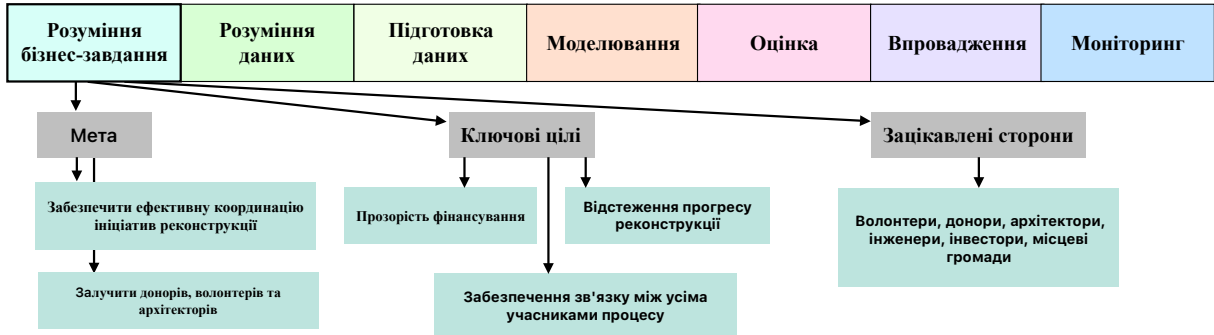 Розуміння
бізнес-завдання
Розуміння
даних
Підготовка
даних
Моделювання
Оцінка
Впровадження
Моніторинг
Мета
Ключові цілі
Зацікавлені сторони
Забезпечити ефективну координацію
ініціатив реконструкції
Залучити донорів, волонтерів та
архітекторів
Прозорість фінансування
Відстеження прогресу
реконструкції
Забезпечення зв'язку між усіма
учасниками процесу
Волонтери, донори, архітектори,
інженери, інвестори, місцеві
громади